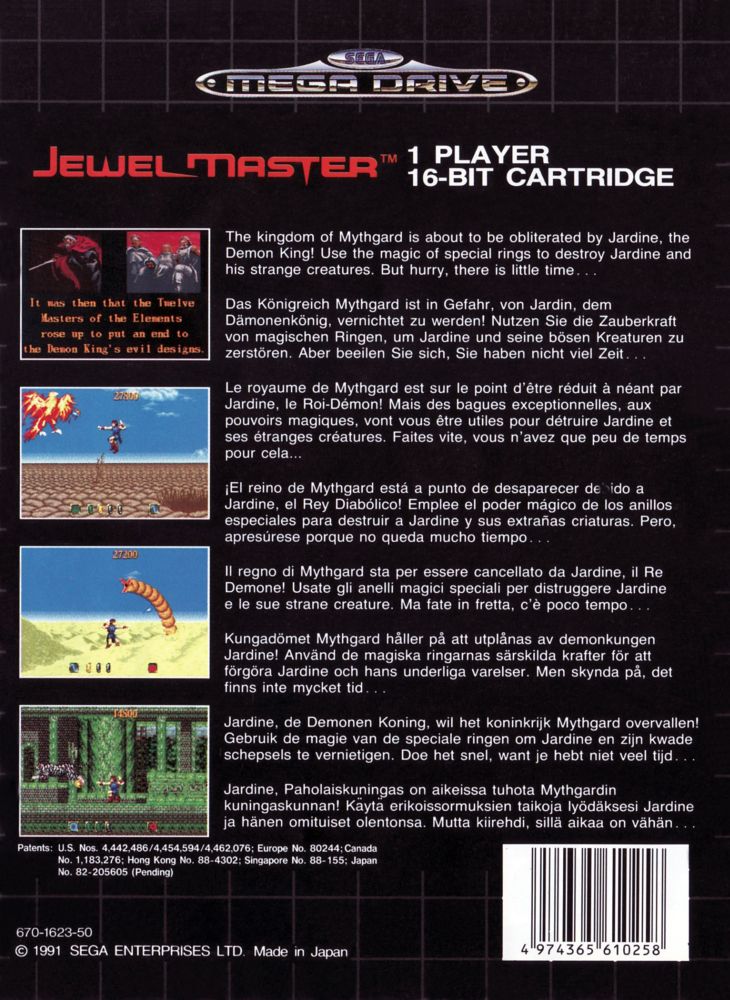 SEGA
MEGA DRIVE
JEWEL MASTER™
1 PLAYER
16-BIT CARTRIDGE
It was then that the Twelve
Masters of the Elements
rose up to put an end to
the Demon King's evil designs.
The kingdom of Mythgard is about to be obliterated by Jardine, the
Demon King! Use the magic of special rings to destroy Jardine and
his strange creatures. But hurry, there is little time...
Das Königreich Mythgard ist in Gefahr, von Jardin, dem
Dämonenkönig, vernichtet zu werden! Nutzen Sie die Zauberkraft
von magischen Ringen, um Jardine und seine bösen Kreaturen zu
zerstören. Aber beeilen Sie sich, Sie haben nicht viel Zeit...
27800
Le royaume de Mythgard est sur le point d'être réduit à néant par
Jardine, le Roi-Démon! Mais des bagues exceptionnelles, aux
pouvoirs magiques, vont vous être utiles pour détruire Jardine et
ses étranges créatures. Faites vite, vous n'avez que peu de temps
pour cela...
¡El reino de Mythgard está a punto de desaparecer debido a
Jardine, el Rey Diabólico! Emplee el poder mágico de los anillos
especiales para destruir a Jardine y sus extrañas criaturas. Pero,
apresúrese porque no queda mucho tiempo...
27200
Il regno di Mythgard sta per essere cancellato da Jardine, il Re
Demone! Usate gli anelli magici speciali per distruggere Jardine
e le sue strane creature. Ma fate in fretta, c'è poco tempo...
Kungadömet Mythgard håller på att utplånas av demonkungen
Jardine! Använd de magiska ringarnas särskilda krafter för att
förgöra Jardine och hans underliga varelser. Men skynda på, det
finns inte mycket tid...
14800
Jardine, de Demonen Koning, wil het koninkrijk Mythgard overvallen!
Gebruik de magie van de speciale ringen om Jardine en zijn kwade
schepsels te vernietigen. Doe het snel, want je hebt niet veel tijd...
Jardine, Paholaiskuningas on aikeissa tuhota Mythgardin
kuningaskunnan! Käytä erikoissormuksien taikoja lyödäksesi Jardine
ja hänen omituiset olentonsa. Mutta kiirehdi, sillä aikaa on vähän...
Patents: U.S. Nos. 4,442,486/4,454,594/4,462,076; Europe No. 80244; Canada
No. 1,183,276; Hong Kong No. 88-4302; Singapore No. 88-155; Japan
No. 82-205605 (Pending)
670-1623-50
© 1991 SEGA ENTERPRISES LTD. Made in Japan
4 974365 610258